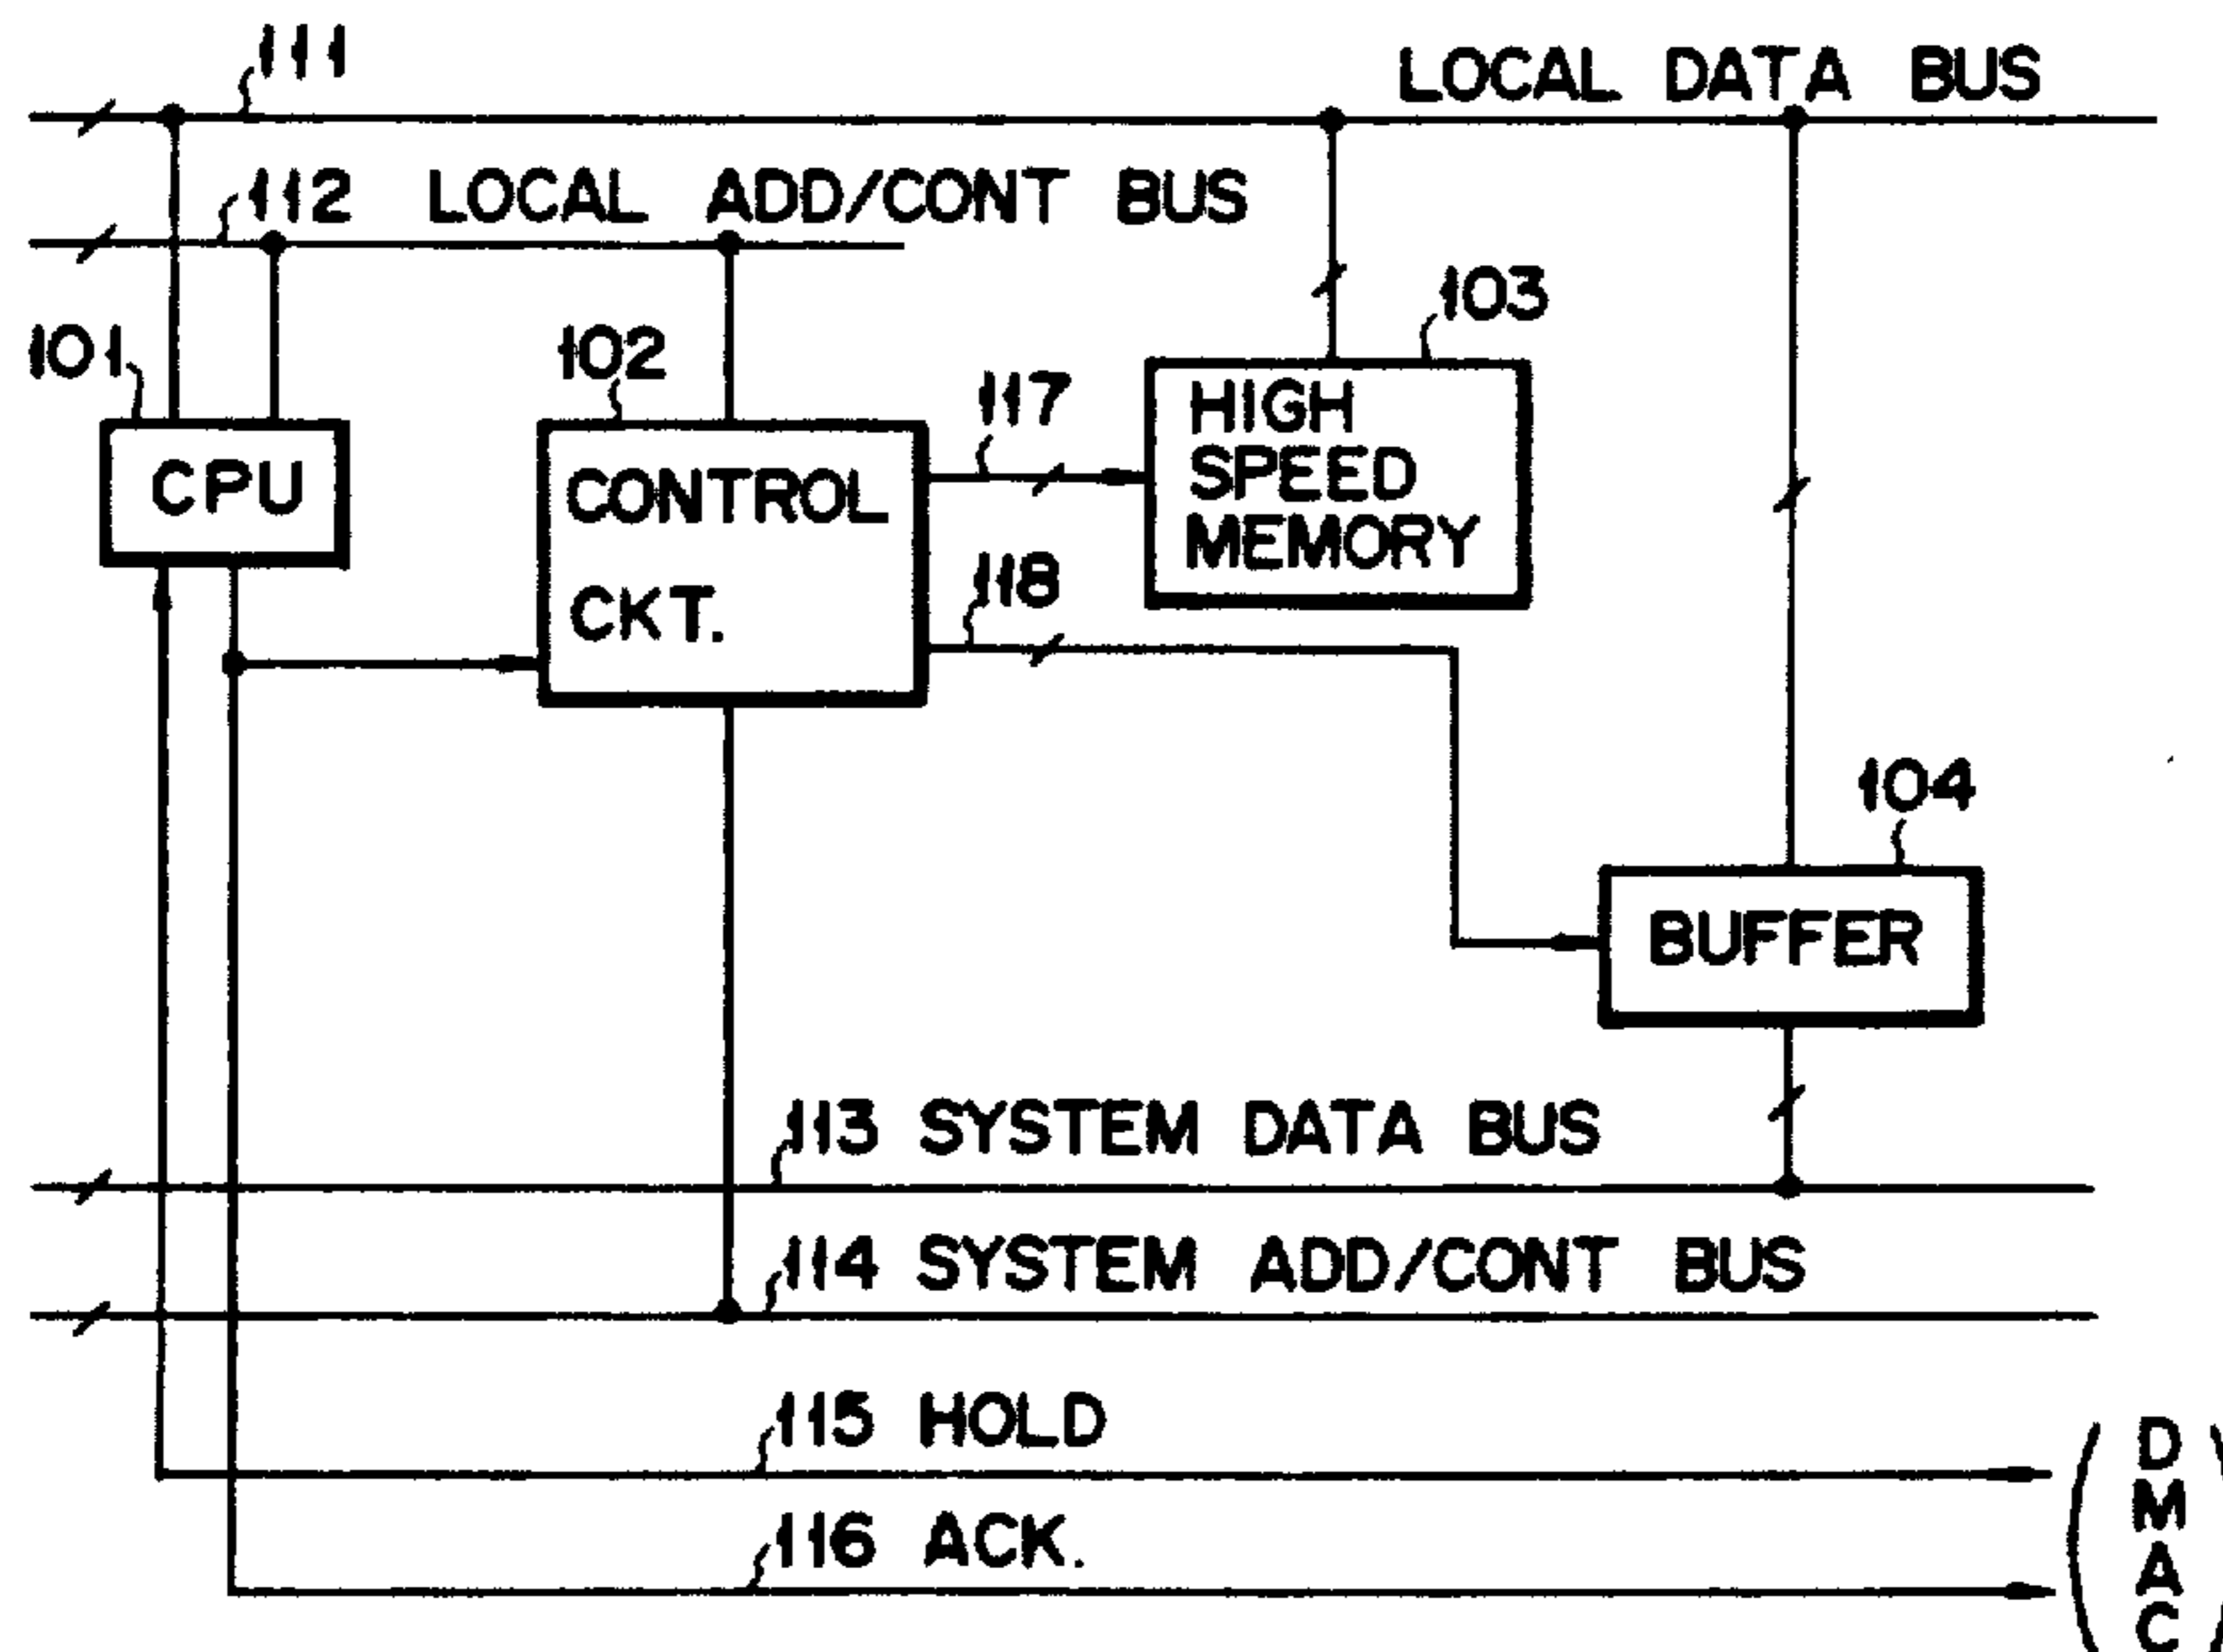 111
LOCAL DATA BUS
112 LOCAL ADD/CONT BUS
103
101
102
117
HIGH
SPEED
MEMORY
CPU
CONTROL
CKT.
118
104
BUFFER
113 SYSTEM DATA BUS
114 SYSTEM ADD/CONT BUS
115 HOLD
116 ACK.
DMAC